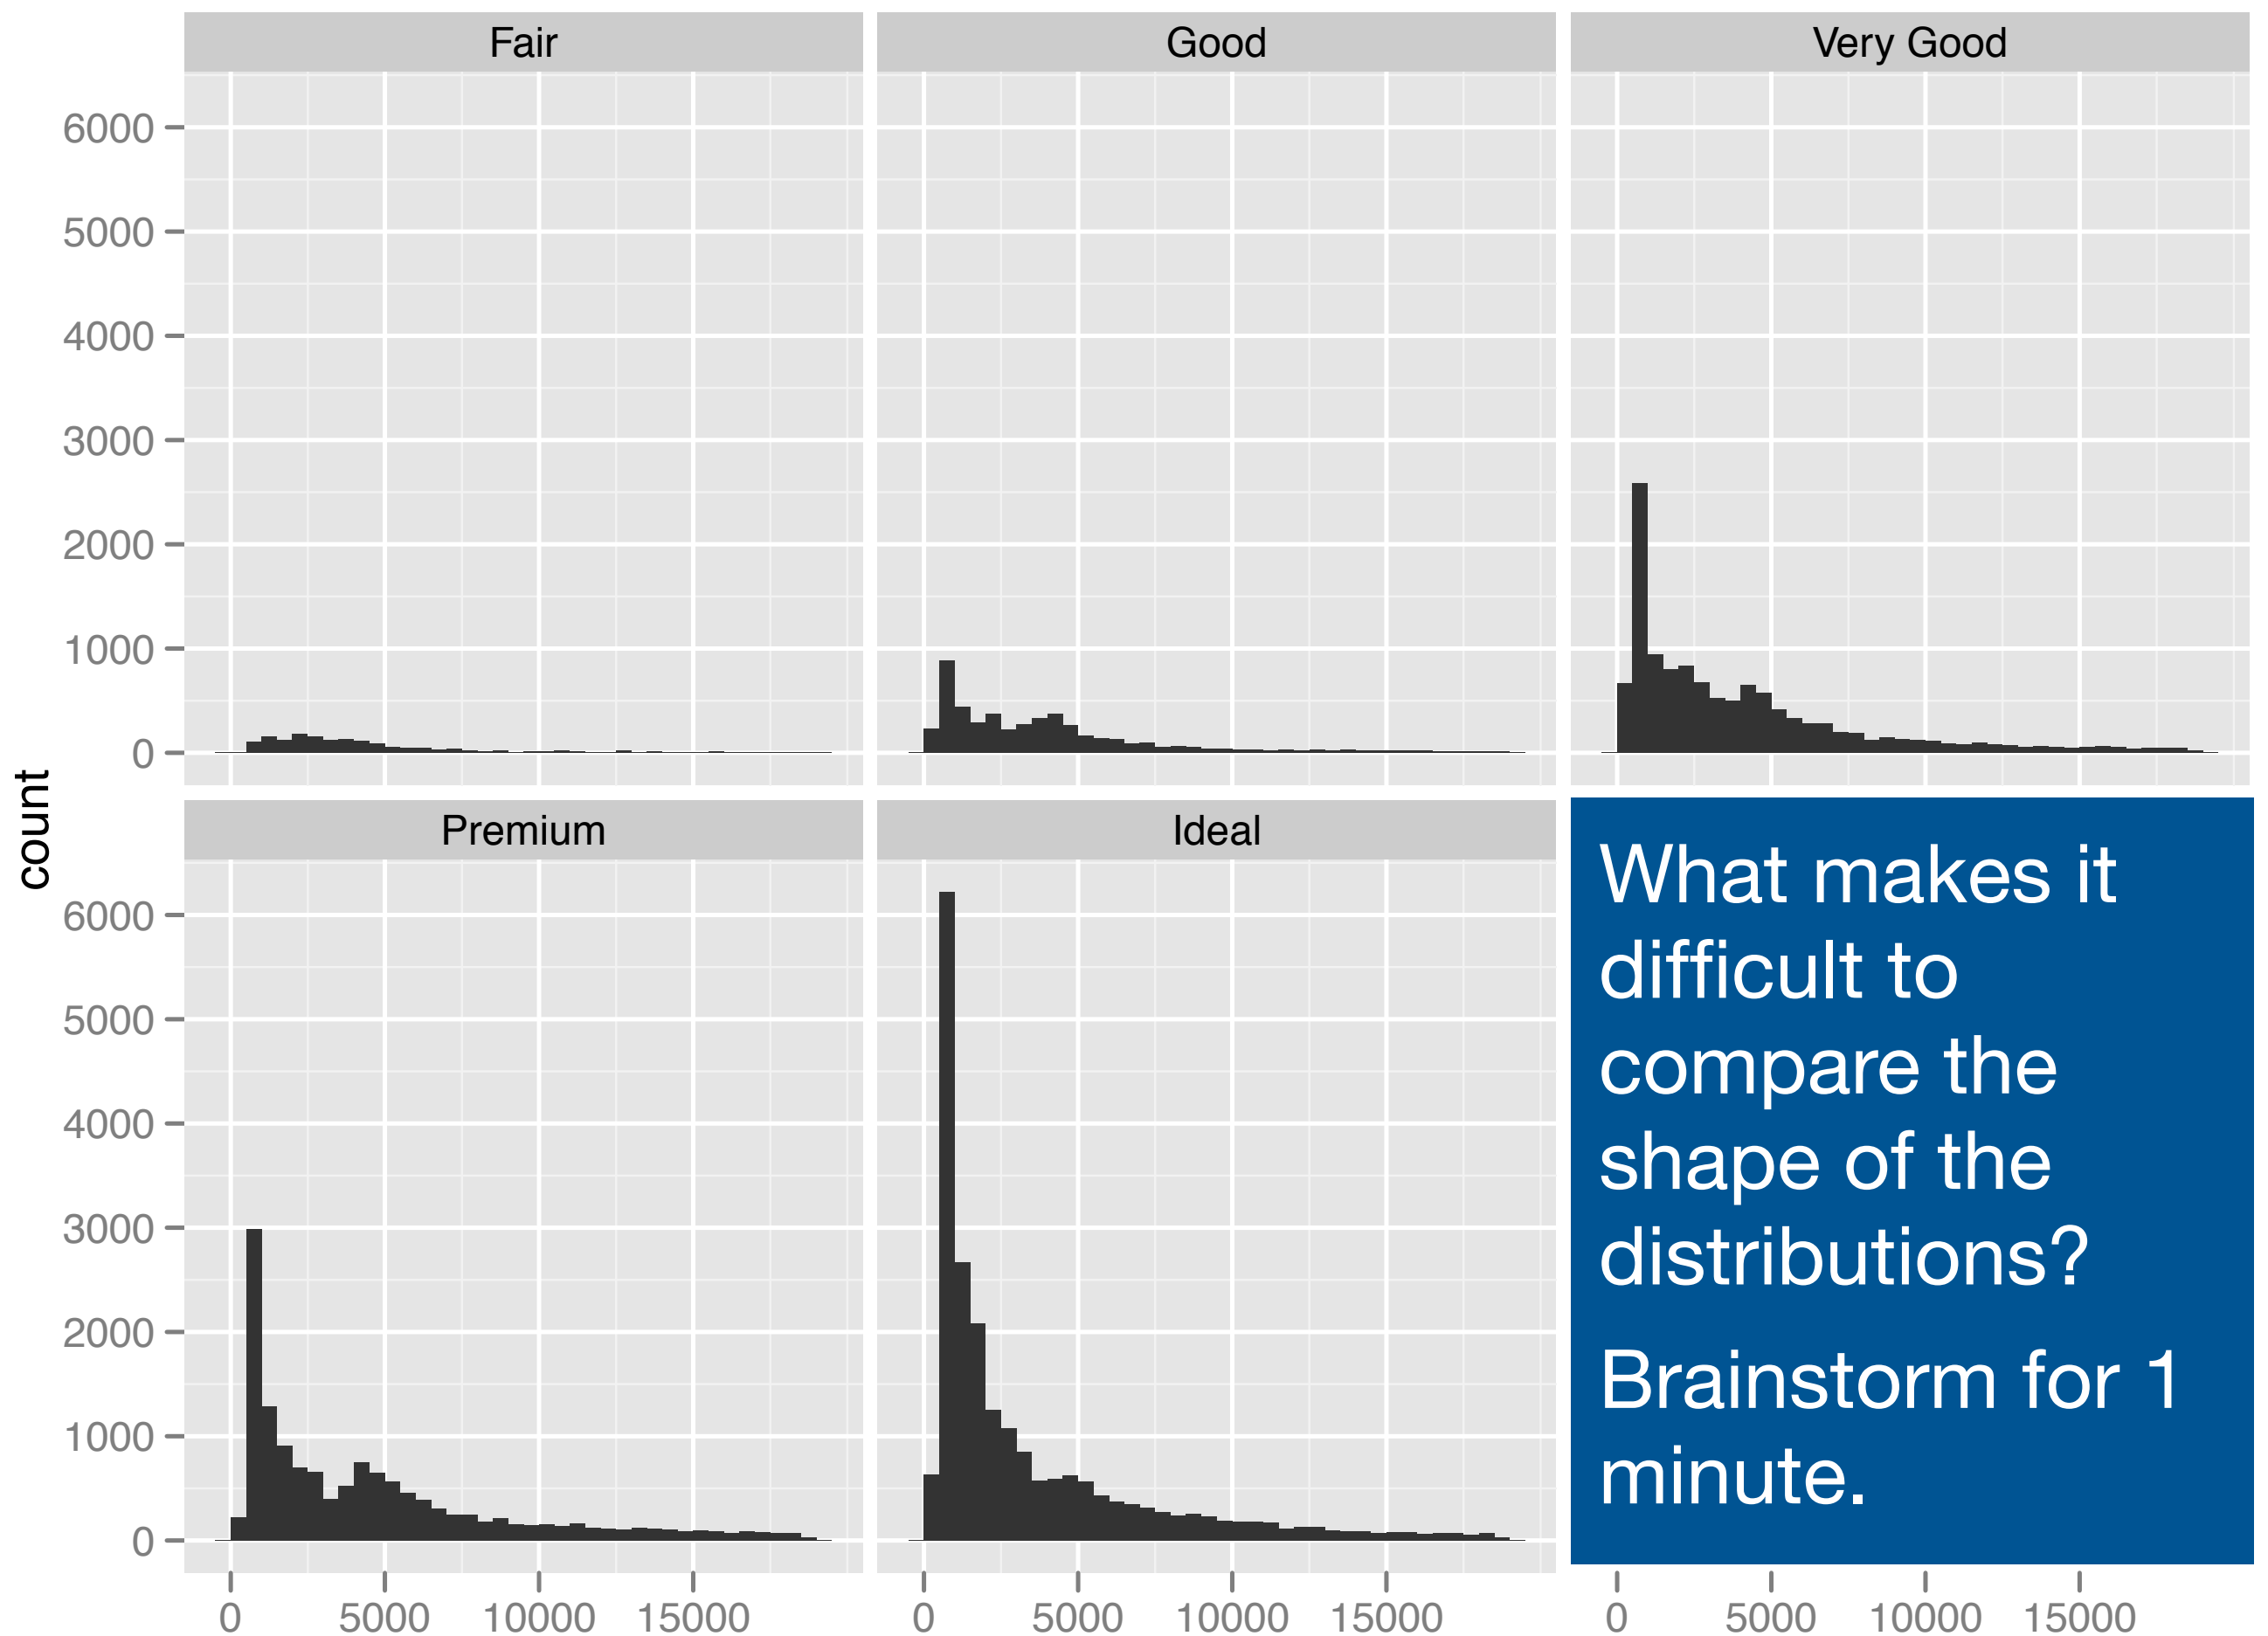 Fair
Good
Very Good
6000
5000
4000
3000
2000
1000
0
count
Premium
Ideal
6000
5000
4000
3000
2000
1000
0
What makes it
difficult to
compare the
shape of the
distributions?
Brainstorm for 1
minute.
0 5000 10000 15000
0 5000 10000 15000
0 5000 10000 15000